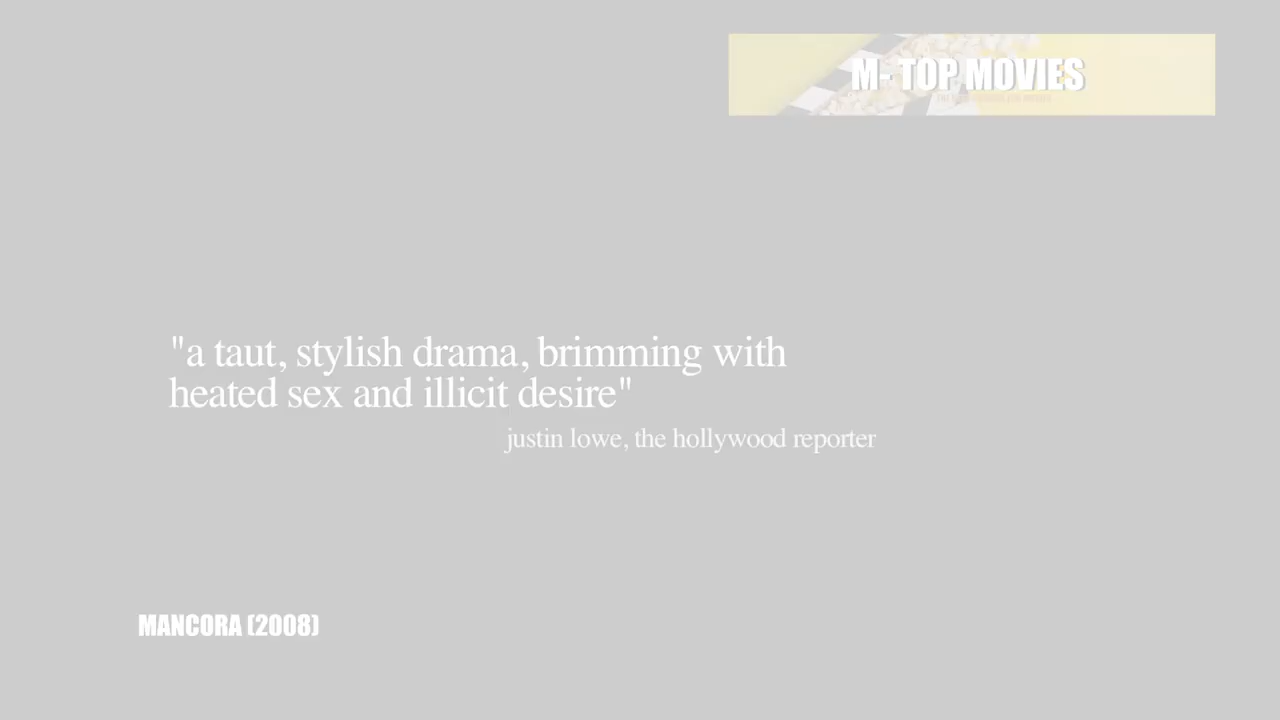 M- TOP MOVIES
"a taut, stylish drama, brimming with
heated sex and illicit desire"
justin lowe, the hollywood reporter
MANCORA (2008)